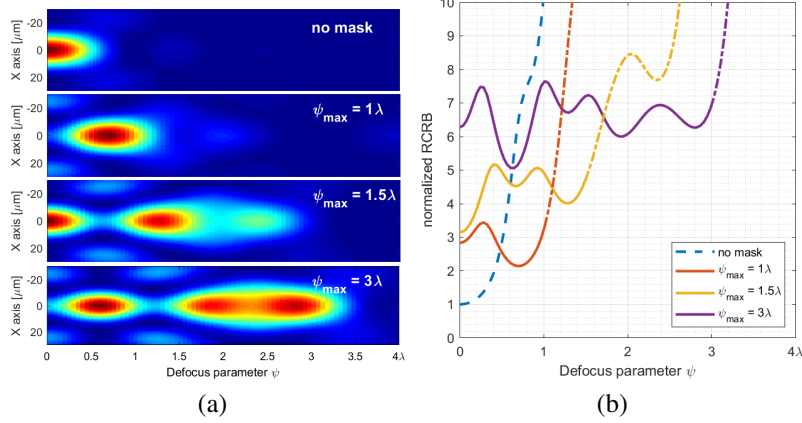 -20
0
20
X axis [μm]
no mask
-20
0
20
X axis [μm]
ψmax = 1λ
-20
0
20
X axis [μm]
ψmax = 1.5λ
-20
0
20
X axis [μm]
ψmax = 3λ
0 0.5 1 1.5 2 2.5 3 3.5 4λ
Defocus parameter ψ
(a)
10
9
8
7
6
5
4
3
2
1
0
normalized RCRB
no mask
ψmax = 1λ
ψmax = 1.5λ
ψmax = 3λ
0 1 2 3 4λ
Defocus parameter ψ
(b)